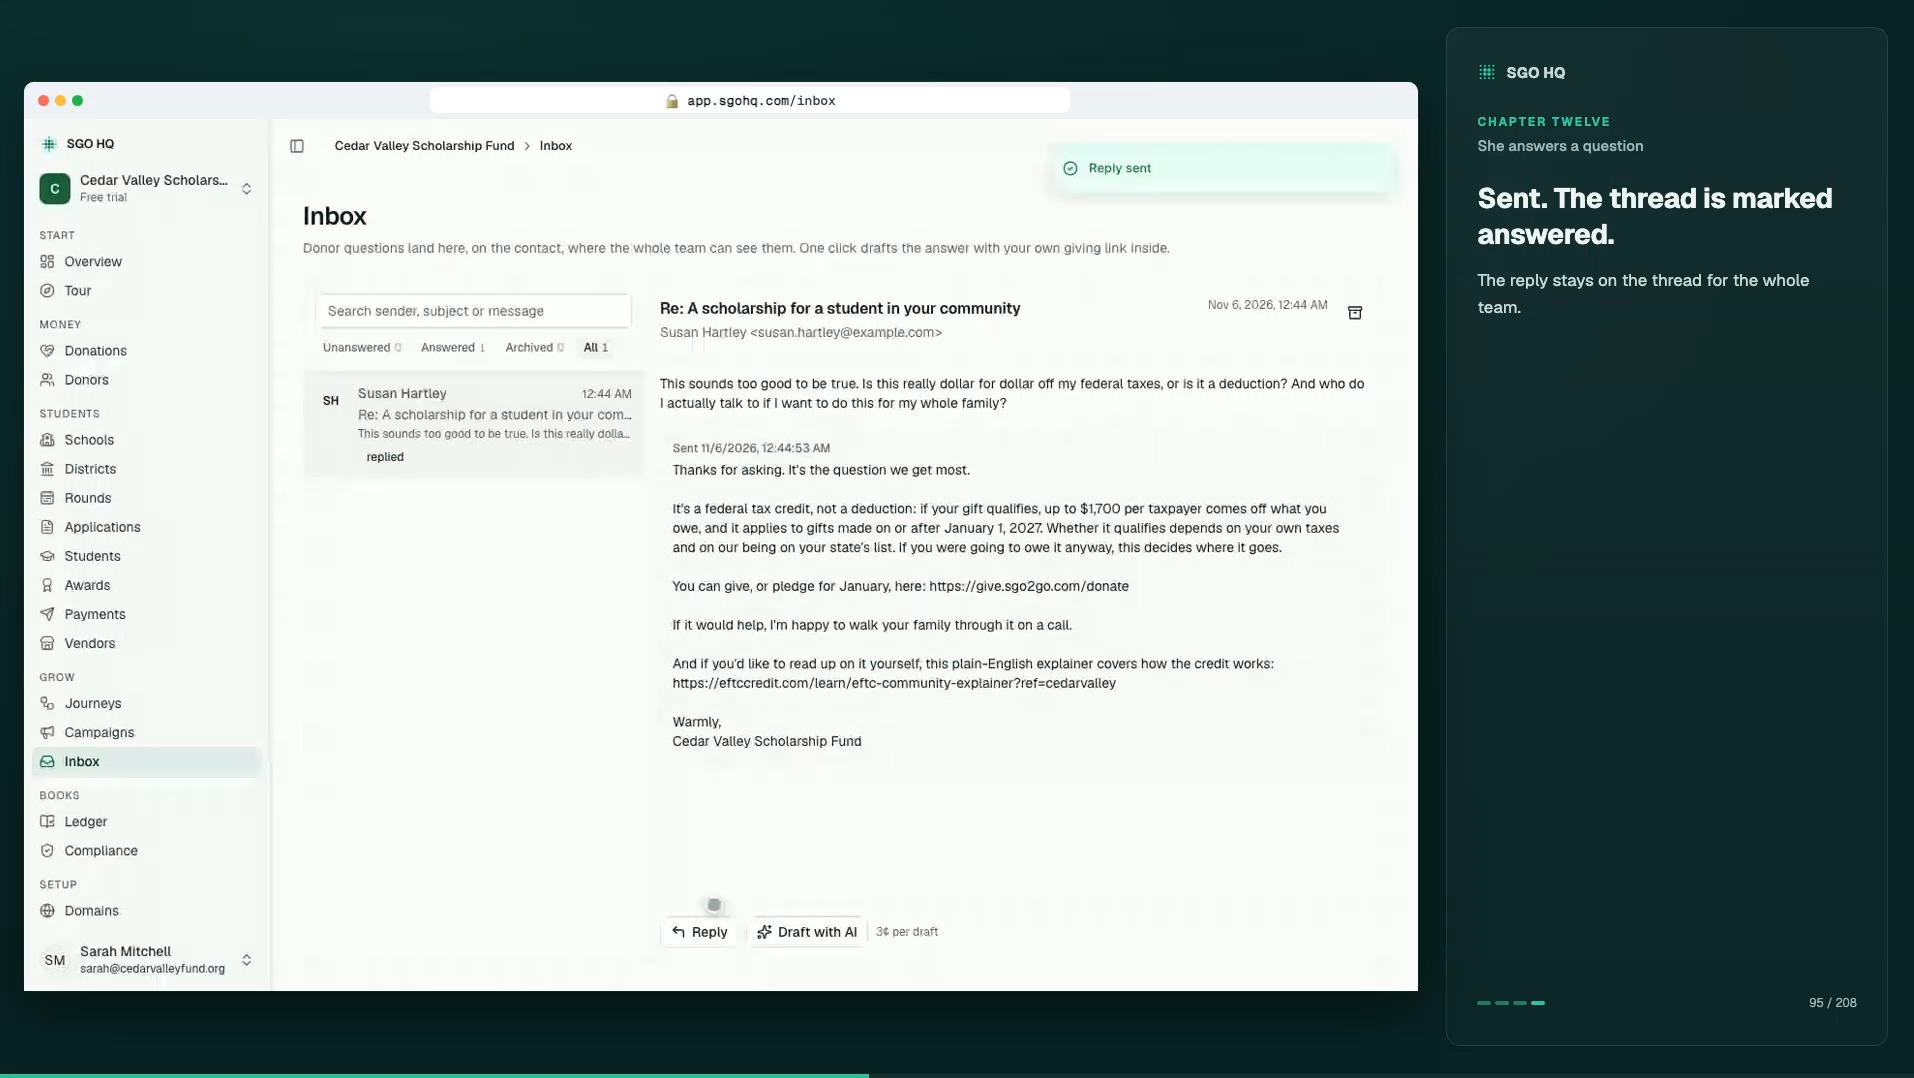 app.sgohq.com/inbox
SGO HQ
C
Cedar Valley Scholars...
Free trial
START
Overview
Tour
MONEY
Donations
Donors
STUDENTS
Schools
Districts
Rounds
Applications
Students
Awards
Payments
Vendors
GROW
Journeys
Campaigns
Inbox
BOOKS
Ledger
Compliance
SETUP
Domains
SM
Sarah Mitchell
sarah@cedarvalleyfund.org
Cedar Valley Scholarship Fund > Inbox
Reply sent
Inbox
Donor questions land here, on the contact, where the whole team can see them. One click drafts the answer with your own giving link inside.
Search sender, subject or message
Unanswered 0 Answered 1 Archived 0 All 1
SH
Susan Hartley 12:44 AM
Re: A scholarship for a student in your com...
This sounds too good to be true. Is this really dolla...
replied
Re: A scholarship for a student in your community
Nov 6, 2026, 12:44 AM
Susan Hartley <susan.hartley@example.com>
This sounds too good to be true. Is this really dollar for dollar off my federal taxes, or is it a deduction? And who do
I actually talk to if I want to do this for my whole family?
Sent 11/6/2026, 12:44:53 AM
Thanks for asking. It's the question we get most.
It's a federal tax credit, not a deduction: if your gift qualifies, up to $1,700 per taxpayer comes off what you
owe, and it applies to gifts made on or after January 1, 2027. Whether it qualifies depends on your own taxes
and on our being on your state's list. If you were going to owe it anyway, this decides where it goes.
You can give, or pledge for January, here: https://give.sgo2go.com/donate
If it would help, I'm happy to walk your family through it on a call.
And if you'd like to read up on it yourself, this plain-English explainer covers how the credit works:
https://eftccredit.com/learn/eftc-community-explainer?ref=cedarvalley
Warmly,
Cedar Valley Scholarship Fund
Reply
Draft with AI
3¢ per draft
SGO HQ
CHAPTER TWELVE
She answers a question
Sent. The thread is marked
answered.
The reply stays on the thread for the whole
team.
95 / 208